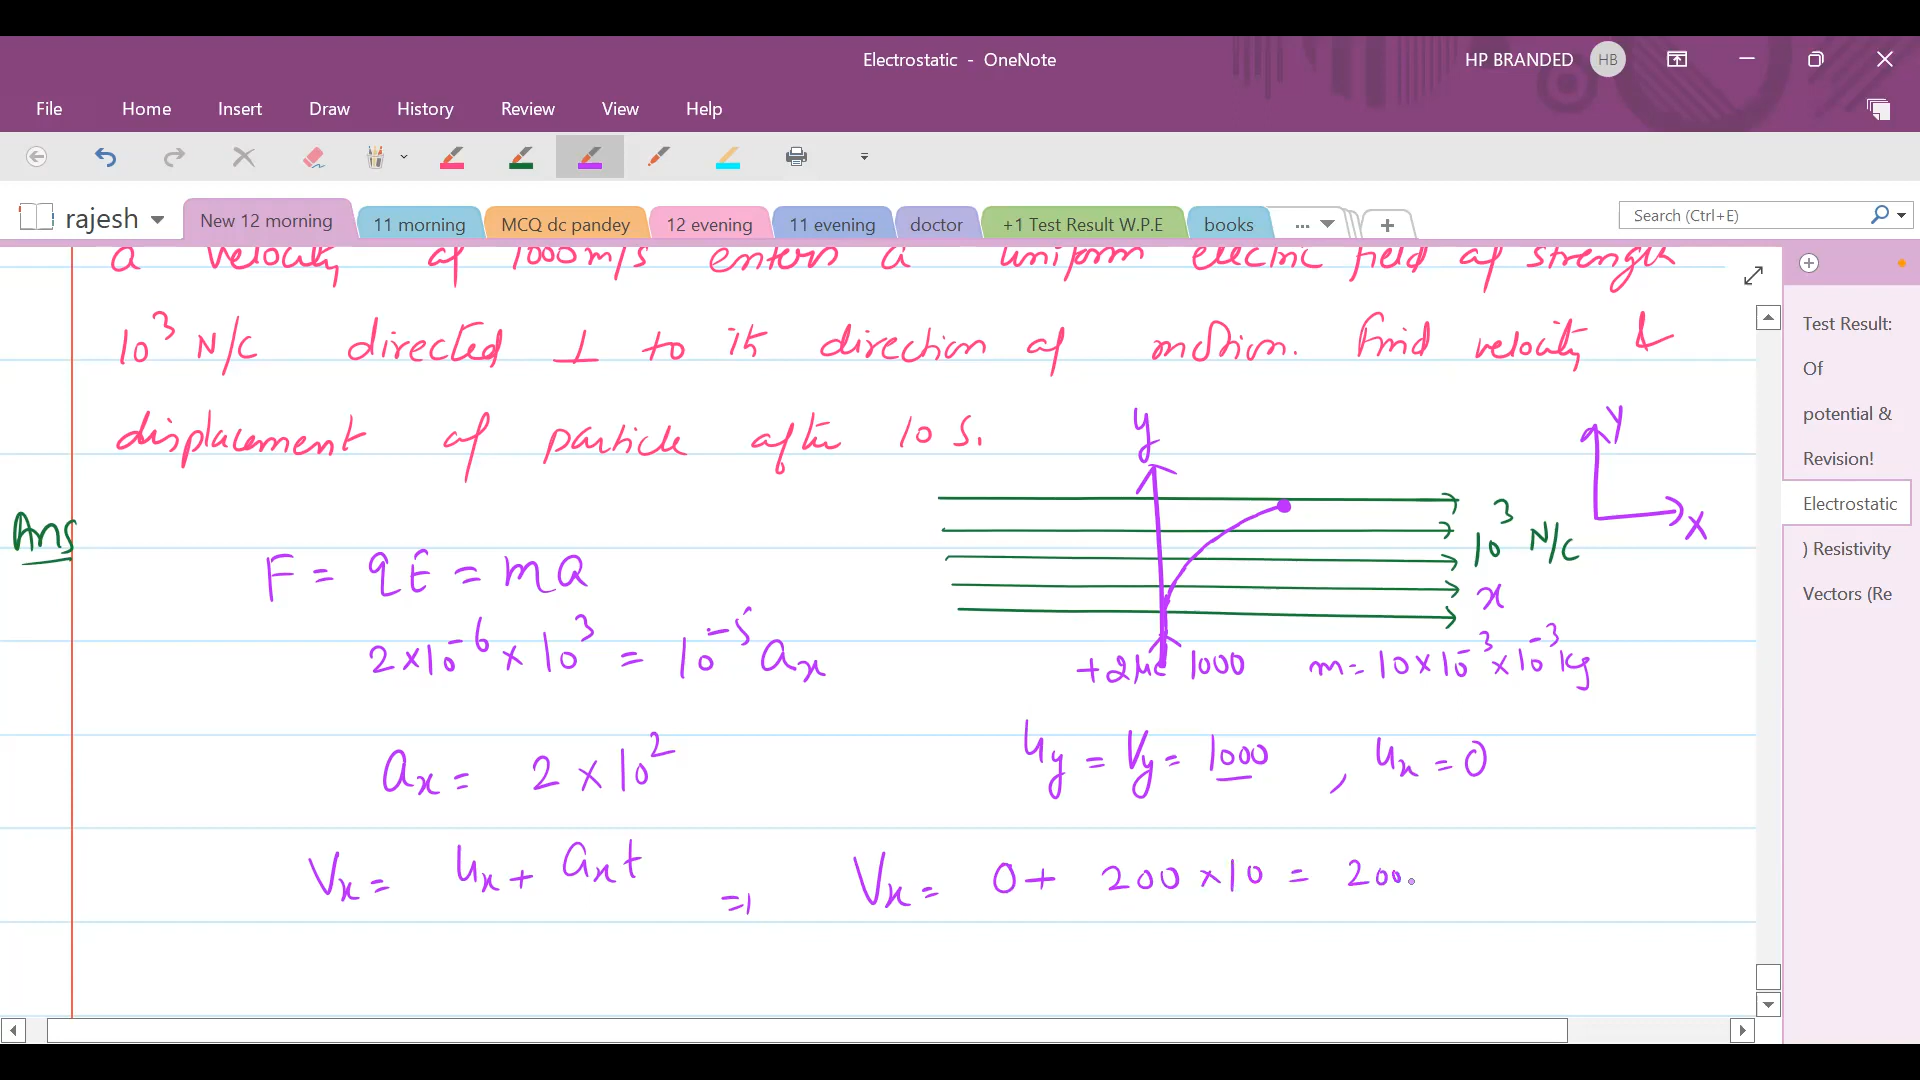 Electrostatic - OneNote
HP BRANDED HB
File Home Insert Draw History Review View Help
rajesh New 12 morning 11 morning MCQ dc pandey 12 evening 11 evening doctor +1 Test Result W.P.E books ... + Search (Ctrl+E)
a velocity of 1000 m/s enters a uniform electric field of strength
10³ N/C directed ⊥ to its direction of motion. Find velocity &
displacement of particle after 10 s.
y
Y
X
10³ N/C
x
Ans
F = qE = ma
2×10⁻⁶ × 10³ = 10⁻⁵ aₓ
+2μc 1000 m = 10×10⁻³×10⁻³ kg
aₓ = 2 × 10²
u_y = V_y = 1000 , uₓ = 0
Vₓ = uₓ + aₓt ⇒ Vₓ = 0 + 200 × 10 = 200
Test Result:
Of
potential &
Revision!
Electrostatic
) Resistivity
Vectors (Re